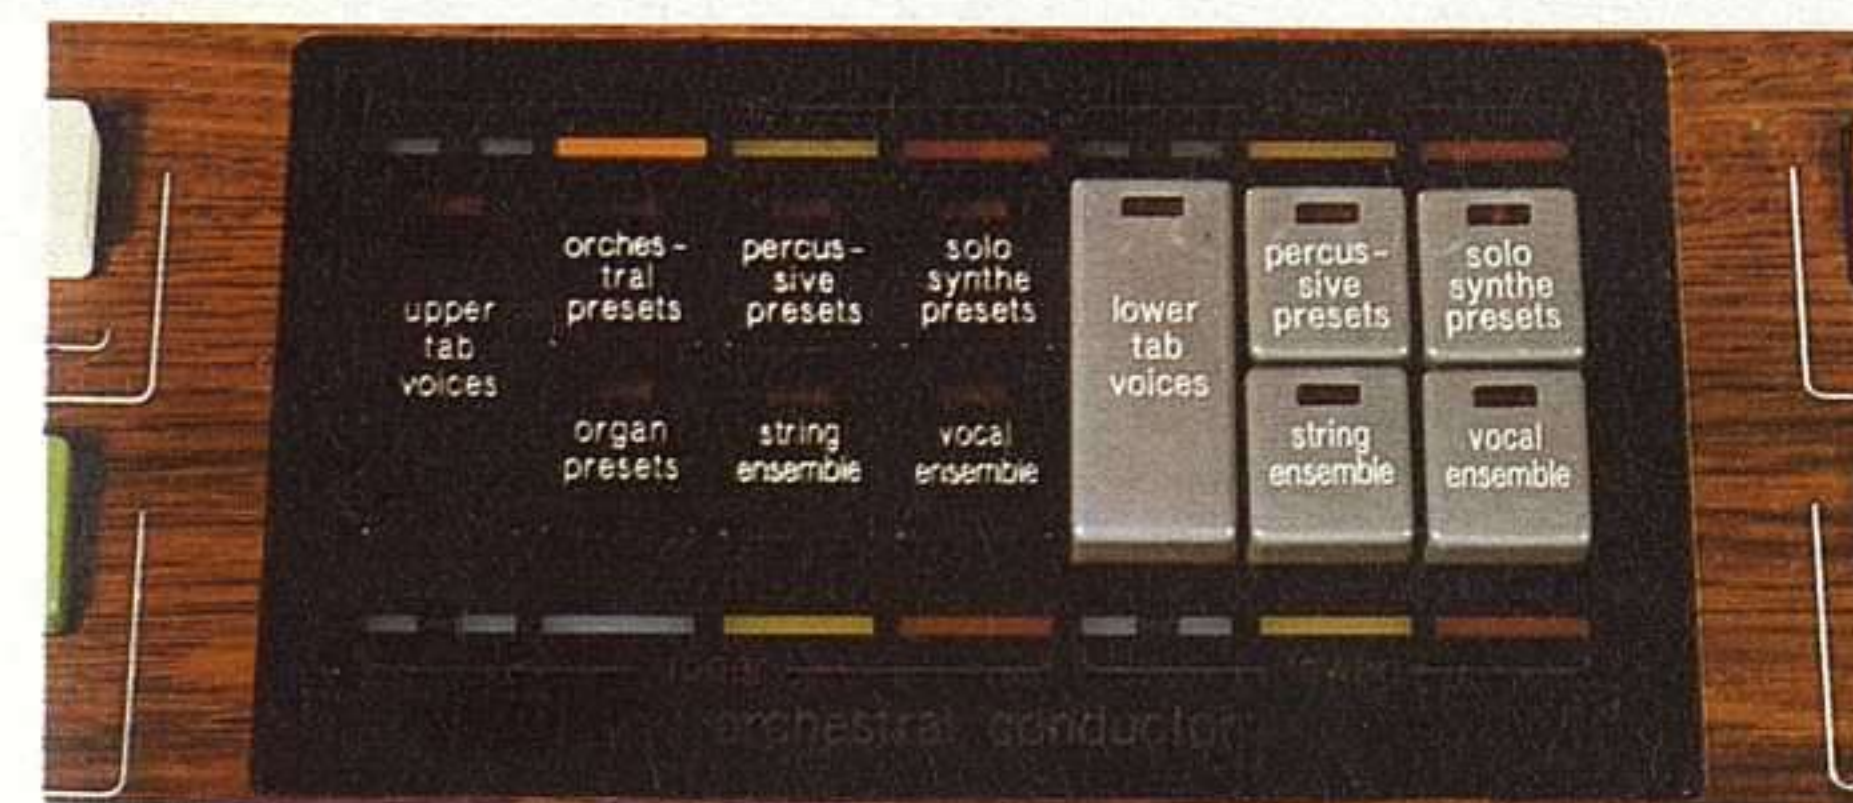 upper
tab
voices
orches-
tral
presets
percus-
sive
presets
solo
synthe
presets
organ
presets
string
ensemble
vocal
ensemble
lower
tab
voices
percus-
sive
presets
solo
synthe
presets
string
ensemble
vocal
ensemble
orchestral conductor